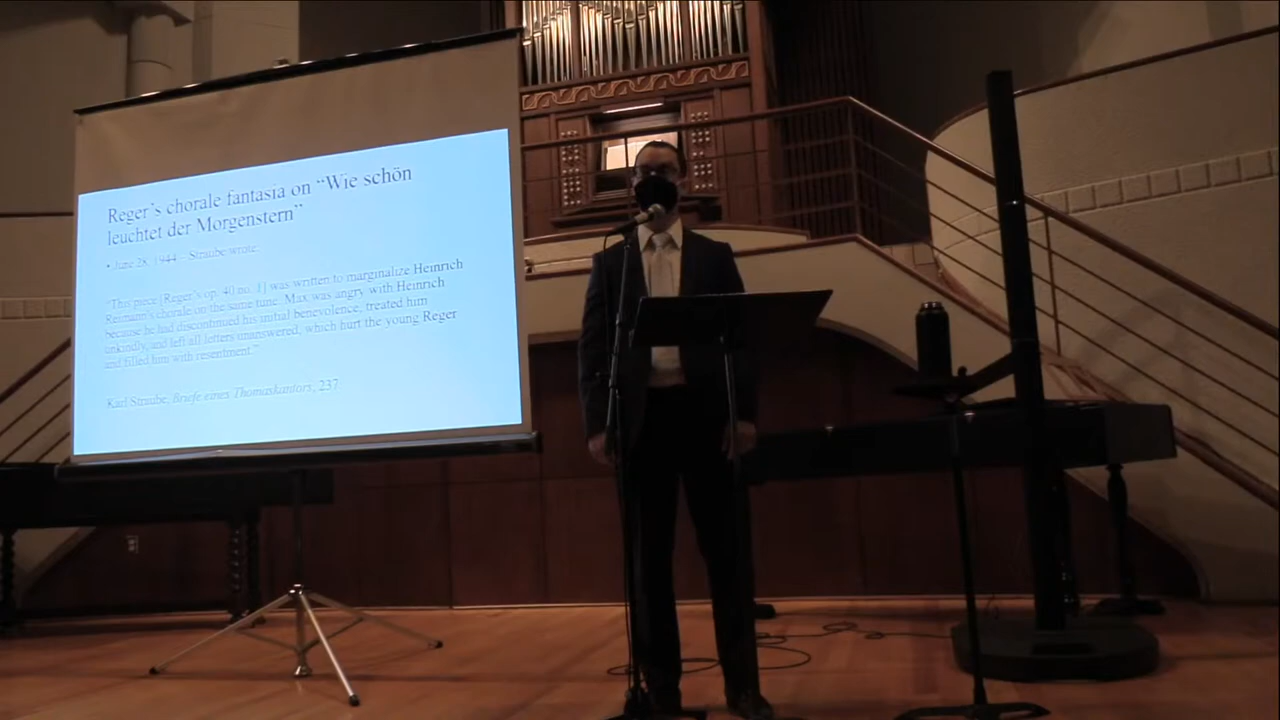 Reger's chorale fantasia on "Wie schön
leuchtet der Morgenstern"
• June 28, 1944 – Straube wrote:
"This piece [Reger's op. 40 no. 1] was written to marginalize Heinrich
Reimann's chorale on the same tune. Max was angry with Heinrich
because he had discontinued his initial benevolence, treated him
unkindly, and left all letters unanswered, which hurt the young Reger
and filled him with resentment."
Karl Straube, Briefe eines Thomaskantors, 237